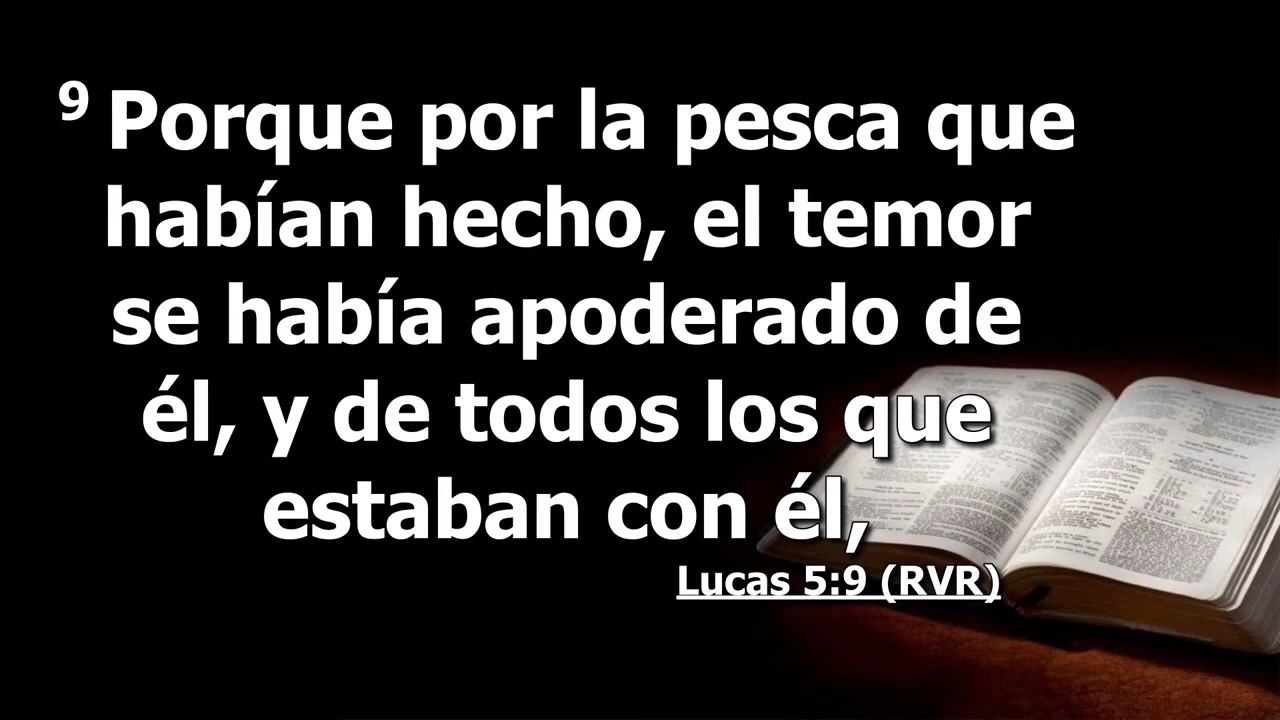 9 Porque por la pesca que
habían hecho, el temor
se había apoderado de
él, y de todos los que
estaban con él,
Lucas 5:9 (RVR)